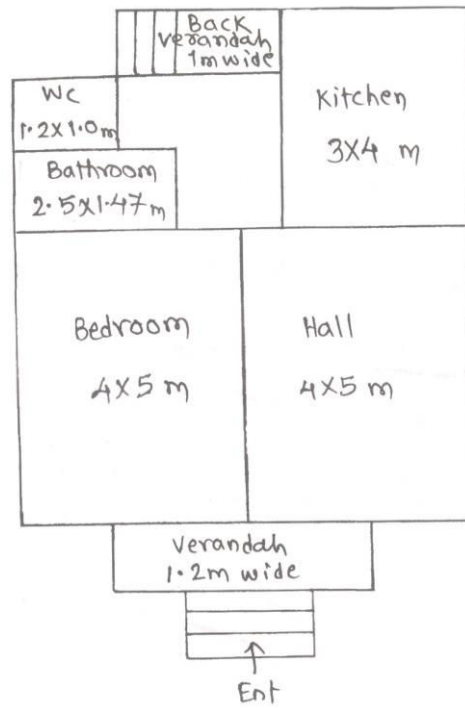 Back
verandah
1m wide
WC
1.2X1.0m
Kitchen
3X4 m
Bathroom
2.5X1.47m
Bedroom
4X5 m
Hall
4X5 m
Verandah
1.2m wide
Ent